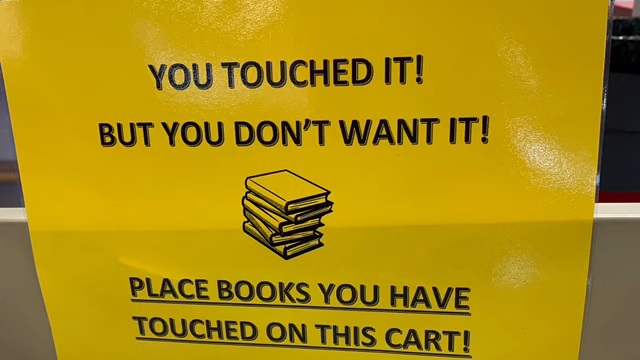 YOU TOUCHED IT!
BUT YOU DON'T WANT IT!
PLACE BOOKS YOU HAVE
TOUCHED ON THIS CART!